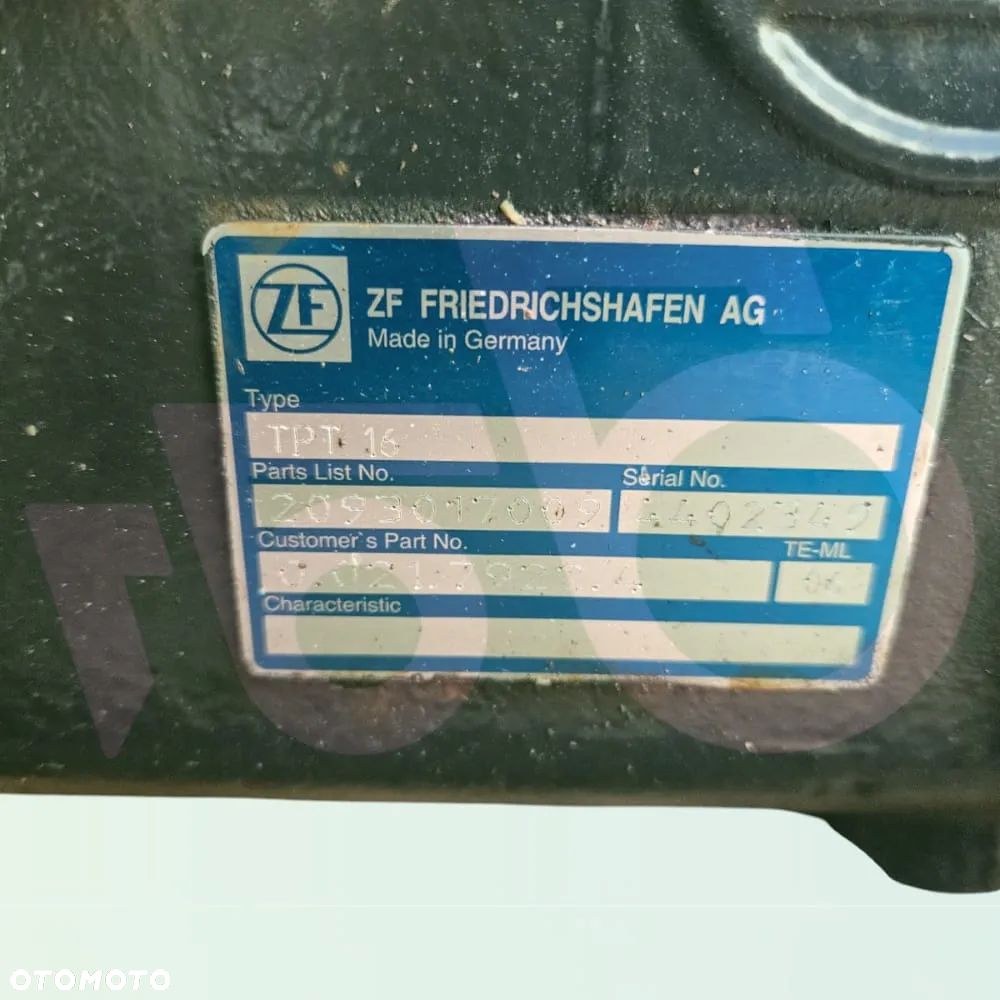 ZF
ZF FRIEDRICHSHAFEN AG
Made in Germany
Type
TPT 16
Parts List No.
Serial No.
2093017009
4402349
Customer`s Part No.
TE-ML
Characteristic
OTOMOTO